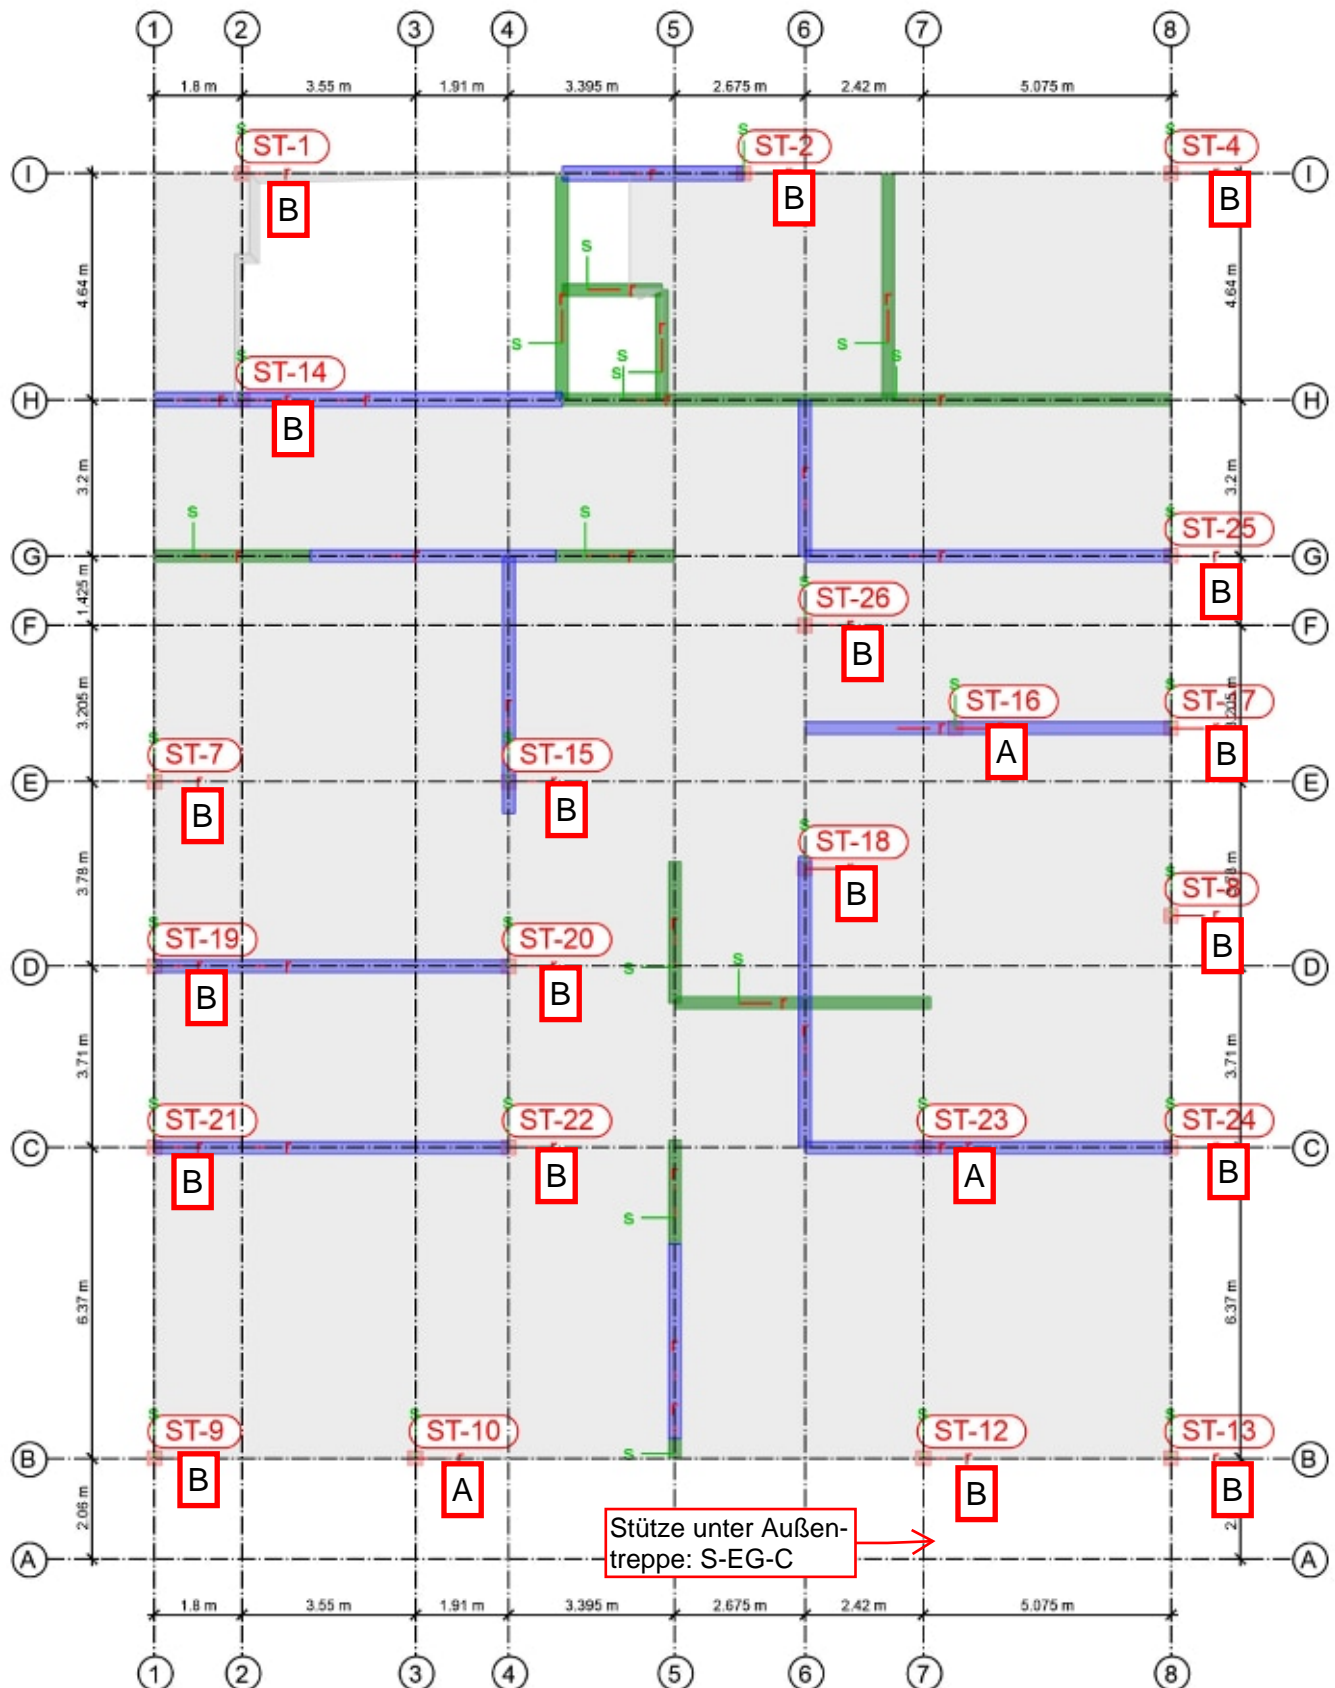 1 2 3 4 5 6 7 8
1.8 m 3.55 m 1.91 m 3.395 m 2.675 m 2.42 m 5.075 m
s s s
ST-1 ST-2 ST-4
I r r I
B B B
s
4.64 m r r r 4.64 m
r
s s
s s s
s
ST-14
H r r r r r H
B
3.2 m r 3.2 m
s s s
ST-25
G r r r r r G
B
1.425 m s
ST-26
F r F
B
3.205 m s s
ST-16 ST-17
r r r
s s A B
ST-7 ST-15
E r r E
B B
s
ST-18
3.78 m s
B ST-8
r r
s s B
ST-19 ST-20
D r r r s D
B B s
r
r
3.71 m 3.71 m
s s s s
ST-21 ST-22 ST-23 ST-24
C r r r r C
B B r A B
s
6.37 m 6.37 m
r
s s r s s
ST-9 ST-10 ST-12 ST-13
B r s r B
B A B B
2.06 m
Stütze unter Außen-
treppe: S-EG-C
A A
1.8 m 3.55 m 1.91 m 3.395 m 2.675 m 2.42 m 5.075 m
1 2 3 4 5 6 7 8